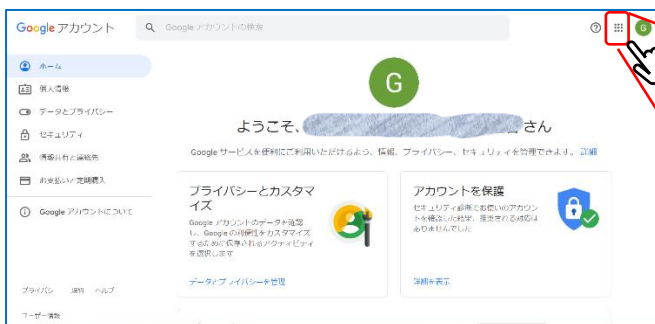 Google アカウント
Google アカウントの検索
G
ホーム
個人情報
データとプライバシー
セキュリティ
情報共有と連絡先
お支払いと定期購入
Google アカウントについて
G
ようこそ、
さん
Google サービスを便利にご利用いただけるよう、情報、プライバシー、セキュリティを管理できます。 詳細
プライバシーとカスタマ
イズ
Google アカウントのデータを確認
し、Google の利便性をカスタマイズ
するために保存されるアクティビティ
を選択します
データとプライバシーを管理
アカウントを保護
セキュリティ診断でお使いのアカウン
トを確認した結果、推奨される対応は
ありませんでした
詳細を表示
プライバシ 規約 ヘルプ
ユーザー情報